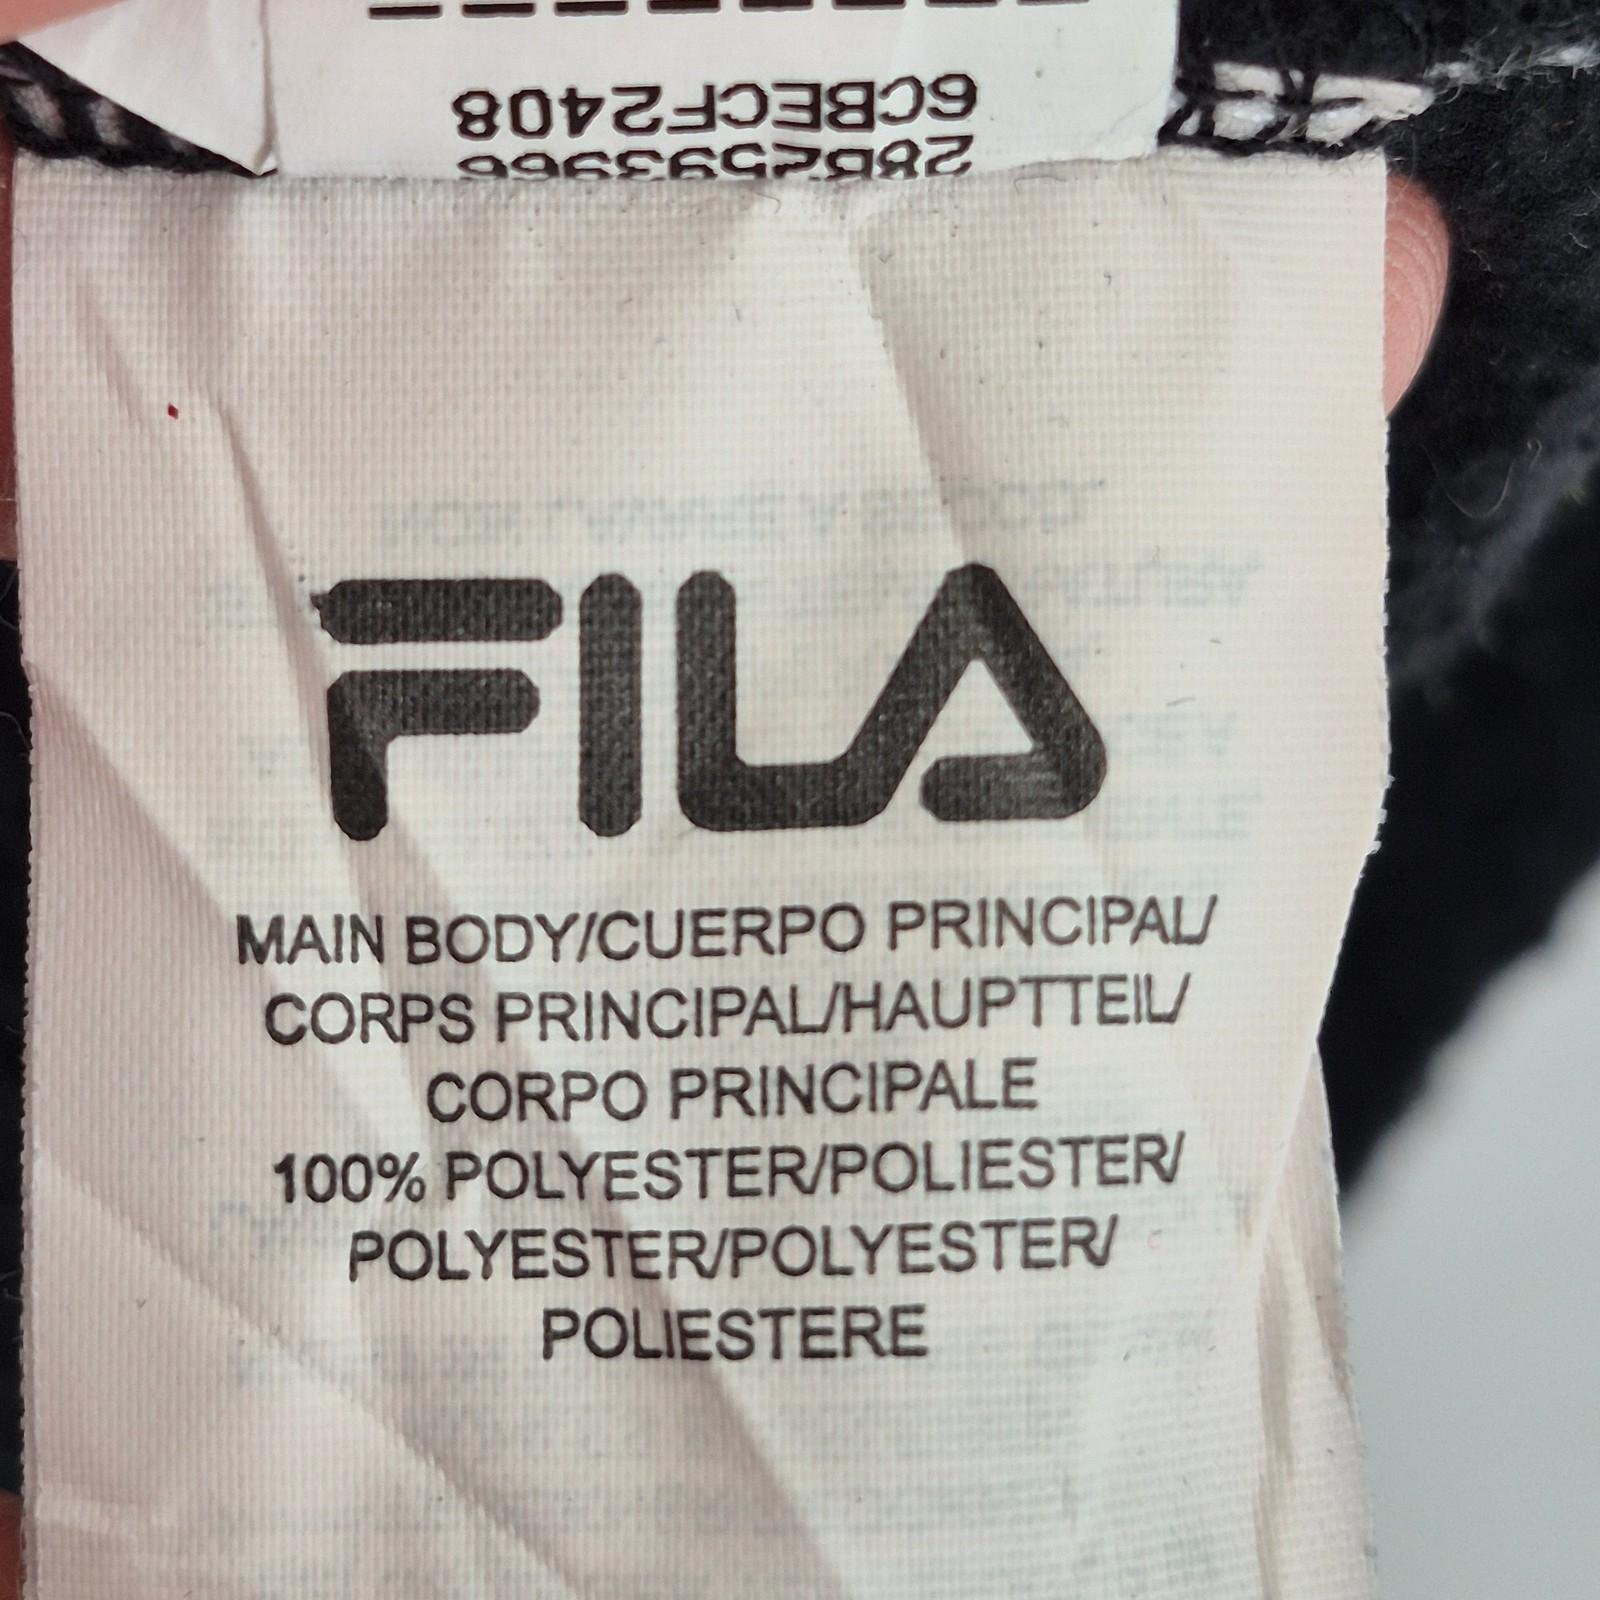 6CBECF2408
FILA
MAIN BODY/CUERPO PRINCIPAL/
CORPS PRINCIPAL/HAUPTTEIL/
CORPO PRINCIPALE
100% POLYESTER/POLIESTER/
POLYESTER/POLYESTER/
POLIESTERE